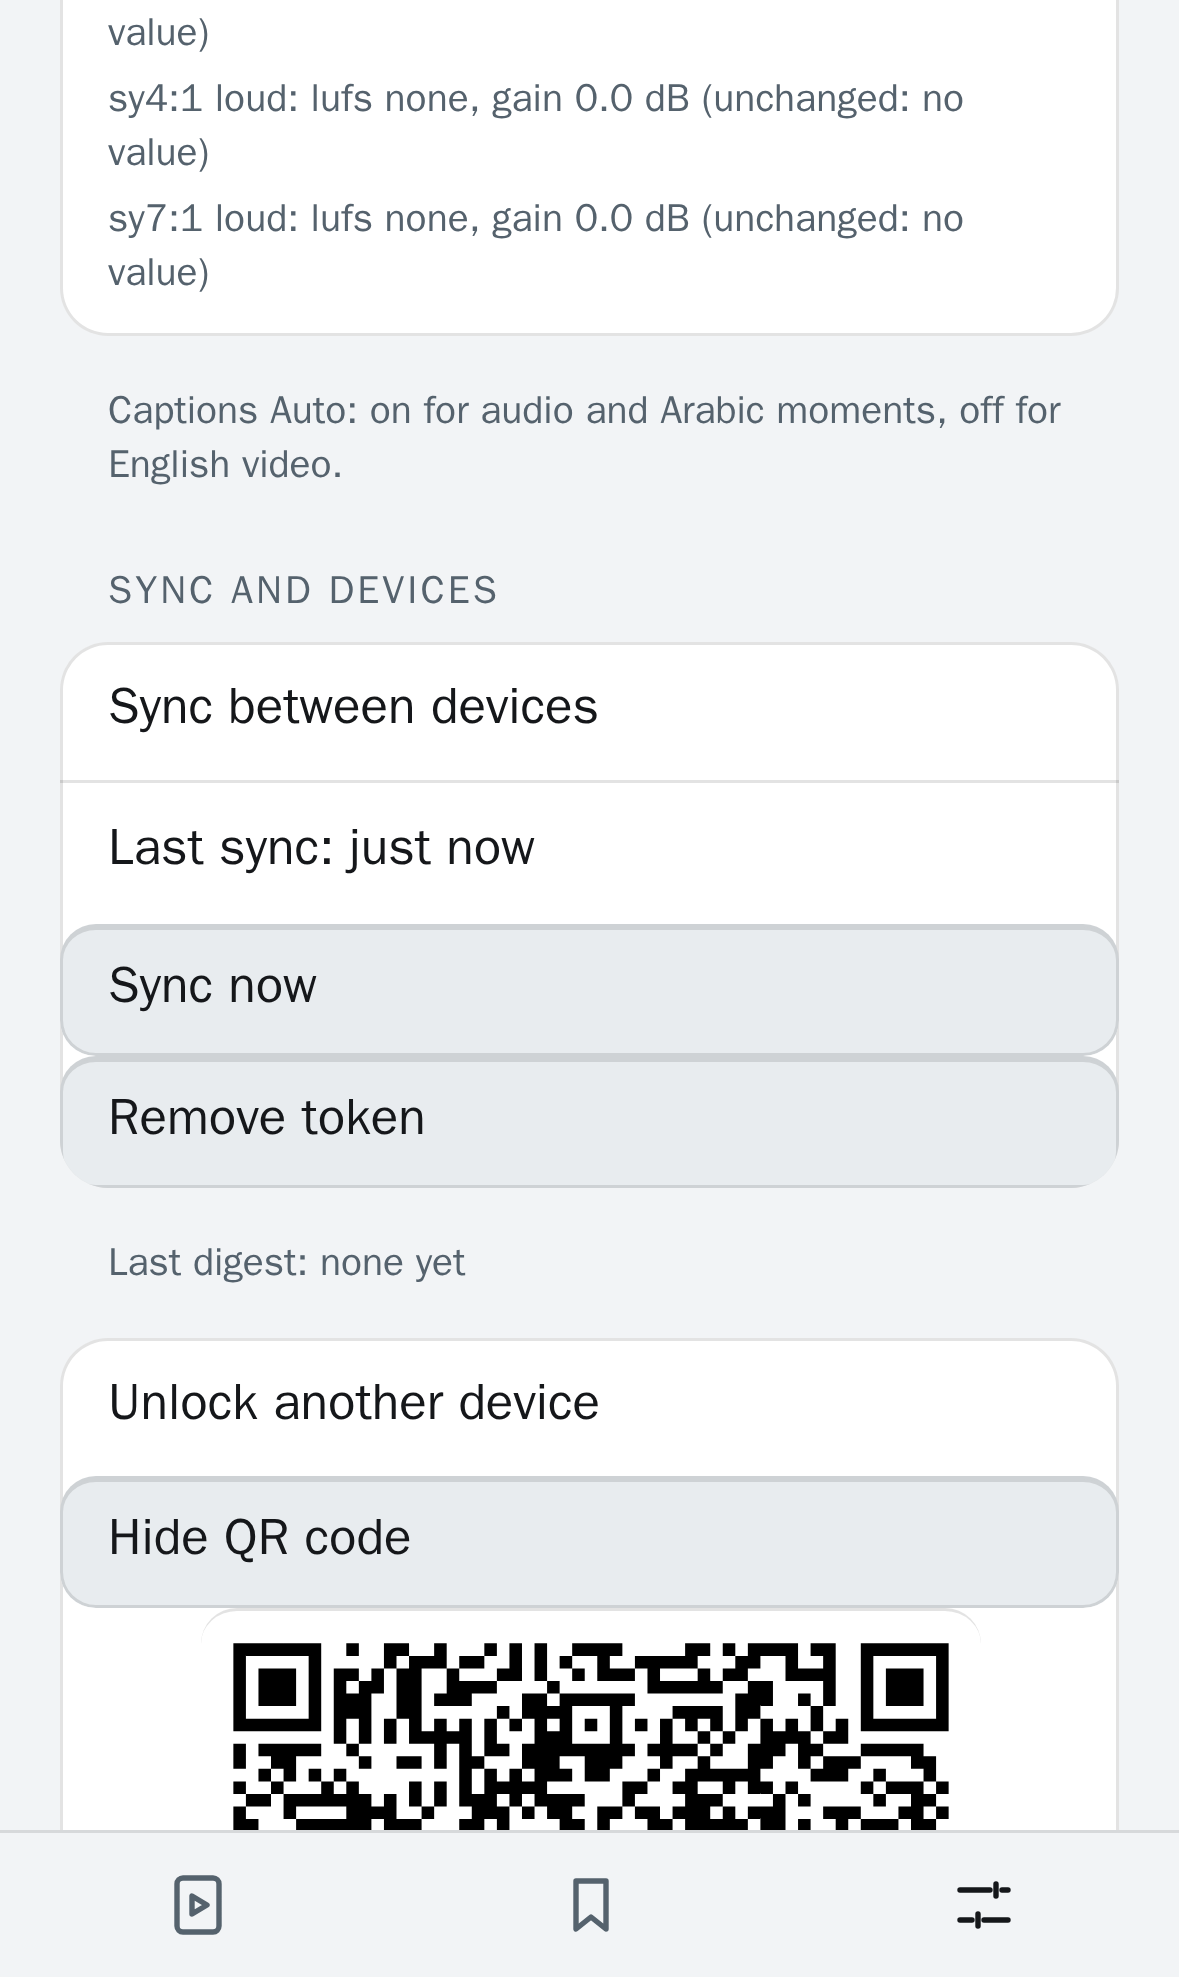 value)
sy4:1 loud: lufs none, gain 0.0 dB (unchanged: no
value)
sy7:1 loud: lufs none, gain 0.0 dB (unchanged: no
value)
Captions Auto: on for audio and Arabic moments, off for
English video.
SYNC AND DEVICES
Sync between devices
Last sync: just now
Sync now
Remove token
Last digest: none yet
Unlock another device
Hide QR code